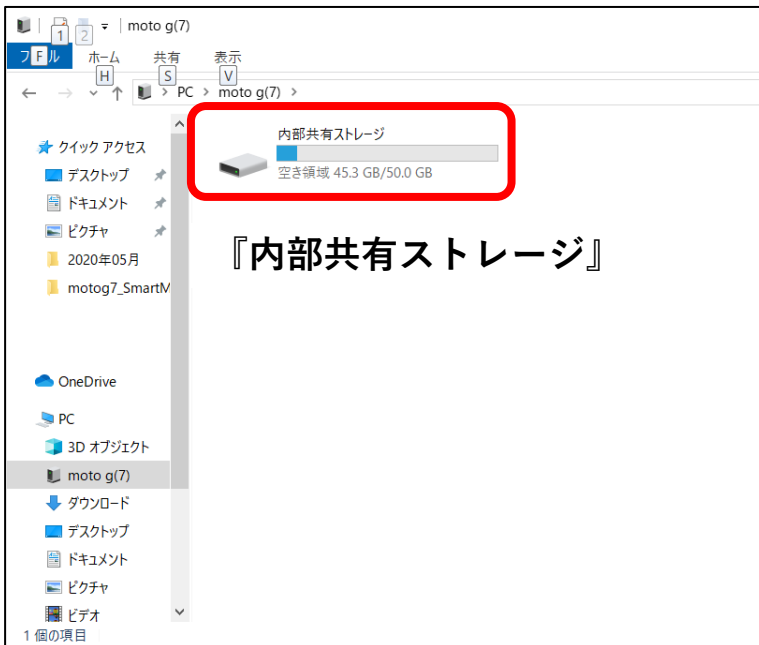 moto g(7)
1 2
ファイル ホーム 共有 表示
F H S V
PC > moto g(7) >
内部共有ストレージ
空き領域 45.3 GB/50.0 GB
『内部共有ストレージ』
クイック アクセス
デスクトップ
ドキュメント
ピクチャ
2020年05月
motog7_SmartM
OneDrive
PC
3D オブジェクト
moto g(7)
ダウンロード
デスクトップ
ドキュメント
ピクチャ
ビデオ
1 個の項目